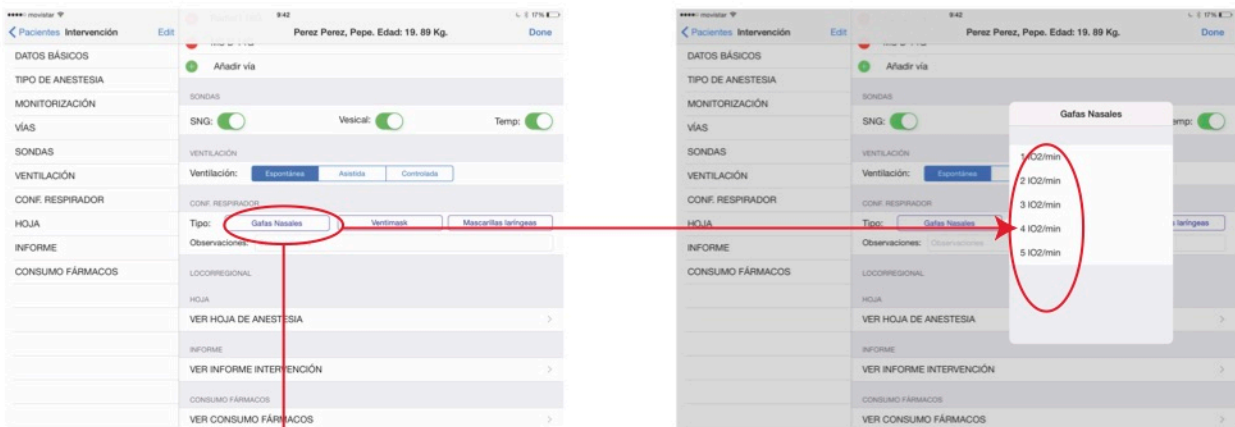 movistar 9:42 17%
Pacientes Intervención Edit Perez Perez, Pepe. Edad: 19. 89 Kg. Done
DATOS BÁSICOS
Añadir vía
TIPO DE ANESTESIA
SONDAS
MONITORIZACIÓN
SNG: Vesical: Temp:
VÍAS
SONDAS
VENTILACIÓN
VENTILACIÓN
Ventilación: Espontánea Asistida Controlada
CONF. RESPIRADOR
CONF. RESPIRADOR
HOJA
Tipo: Gafas Nasales Ventimask Mascarillas laríngeas
INFORME
Observaciones:
CONSUMO FÁRMACOS
LOCORREGIONAL
HOJA
VER HOJA DE ANESTESIA
INFORME
VER INFORME INTERVENCIÓN
CONSUMO FÁRMACOS
VER CONSUMO FÁRMACOS
movistar 9:42 17%
Pacientes Intervención Edit Perez Perez, Pepe. Edad: 19. 89 Kg. Done
DATOS BÁSICOS
Añadir vía
TIPO DE ANESTESIA
SONDAS
MONITORIZACIÓN
SNG: Vesical: Temp:
VÍAS
SONDAS
VENTILACIÓN
VENTILACIÓN
Ventilación: Espontánea
CONF. RESPIRADOR
CONF. RESPIRADOR
HOJA
Tipo: Gafas Nasales laríngeas
INFORME
Observaciones: Observaciones
CONSUMO FÁRMACOS
LOCORREGIONAL
HOJA
VER HOJA DE ANESTESIA
INFORME
VER INFORME INTERVENCIÓN
CONSUMO FÁRMACOS
VER CONSUMO FÁRMACOS
Gafas Nasales
1 lO2/min
2 lO2/min
3 lO2/min
4 lO2/min
5 lO2/min